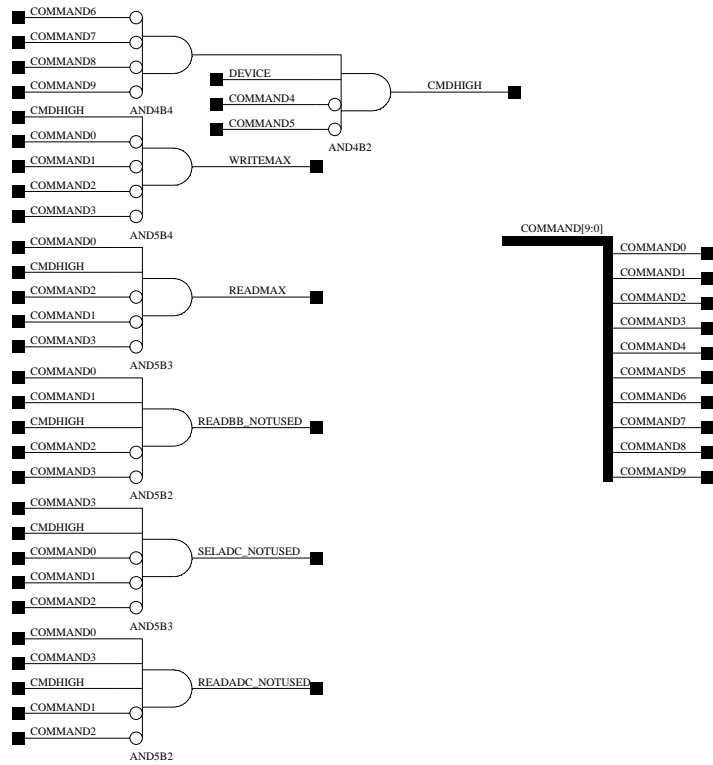 COMMAND6
COMMAND7
COMMAND8
COMMAND9
AND4B4
DEVICE
COMMAND4
COMMAND5
AND4B2
CMDHIGH
CMDHIGH
COMMAND0
COMMAND1
COMMAND2
COMMAND3
AND5B4
WRITEMAX
COMMAND0
CMDHIGH
COMMAND2
COMMAND1
COMMAND3
AND5B3
READMAX
COMMAND0
COMMAND1
CMDHIGH
COMMAND2
COMMAND3
AND5B2
READBB_NOTUSED
COMMAND3
CMDHIGH
COMMAND0
COMMAND1
COMMAND2
AND5B3
SELADC_NOTUSED
COMMAND0
COMMAND3
CMDHIGH
COMMAND1
COMMAND2
AND5B2
READADC_NOTUSED
COMMAND[9:0]
COMMAND0
COMMAND1
COMMAND2
COMMAND3
COMMAND4
COMMAND5
COMMAND6
COMMAND7
COMMAND8
COMMAND9